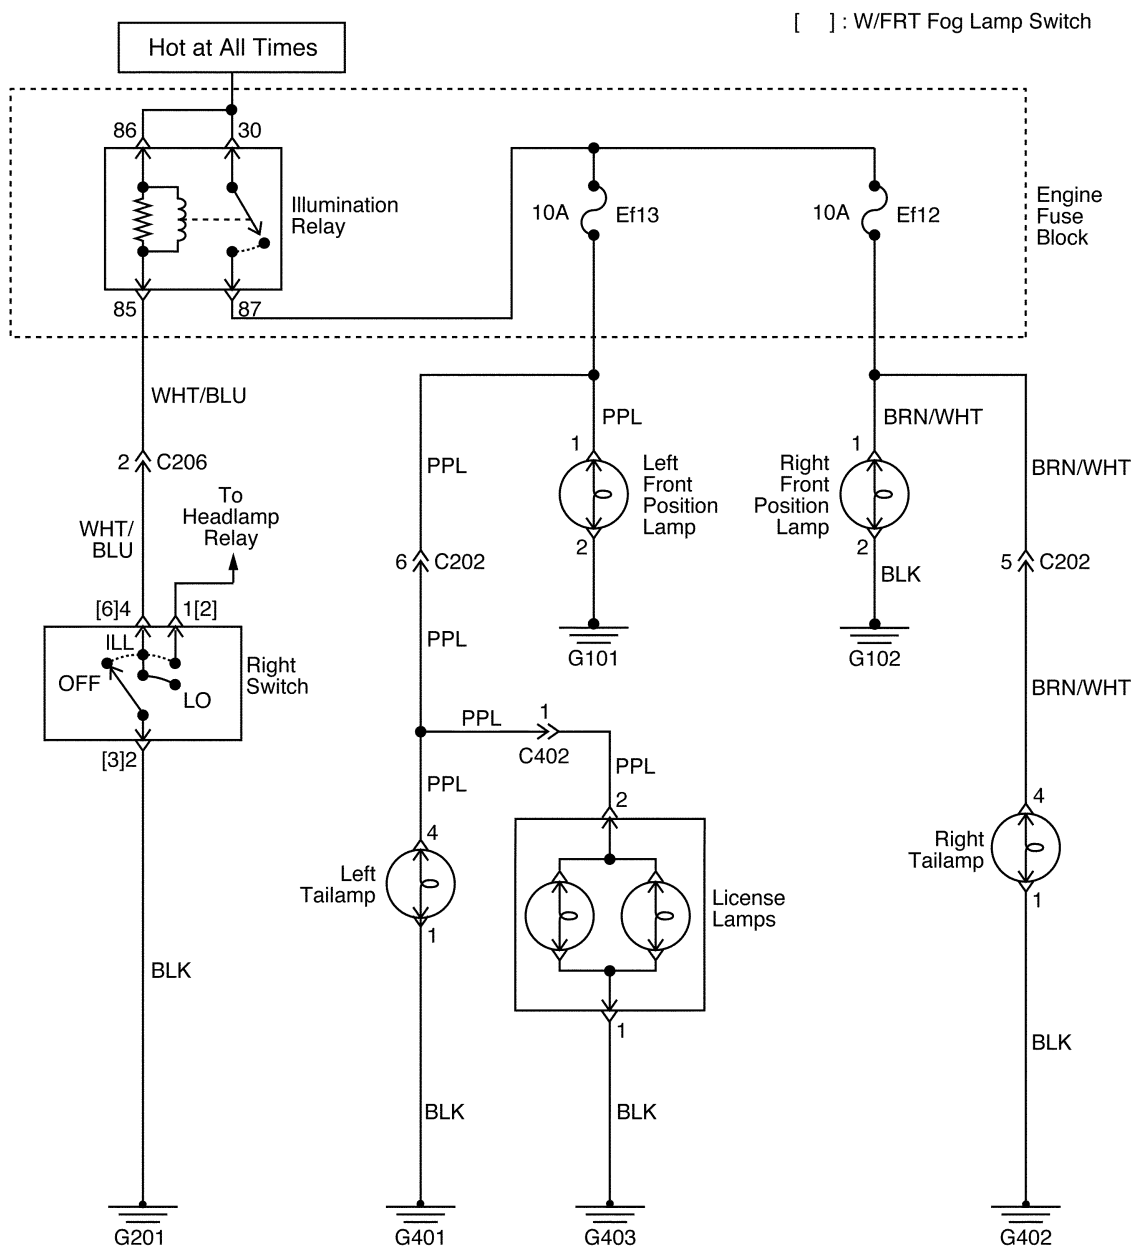 [ ] : W/FRT Fog Lamp Switch
Hot at All Times
86
30
Illumination
Relay
10A
Ef13
10A
Ef12
Engine
Fuse
Block
85
87
WHT/BLU
PPL
BRN/WHT
2
C206
PPL
1
Left
Front
Position
Lamp
Right
Front
Position
Lamp
1
BRN/WHT
To
Headlamp
Relay
WHT/
BLU
2
2
BLK
6
C202
5
C202
[6]4
1[2]
ILL
OFF
LO
Right
Switch
PPL
G101
G102
BRN/WHT
[3]2
PPL
1
C402
PPL
PPL
2
4
Left
Tailamp
1
License
Lamps
4
Right
Tailamp
1
BLK
1
BLK
BLK
BLK
G201
G401
G403
G402